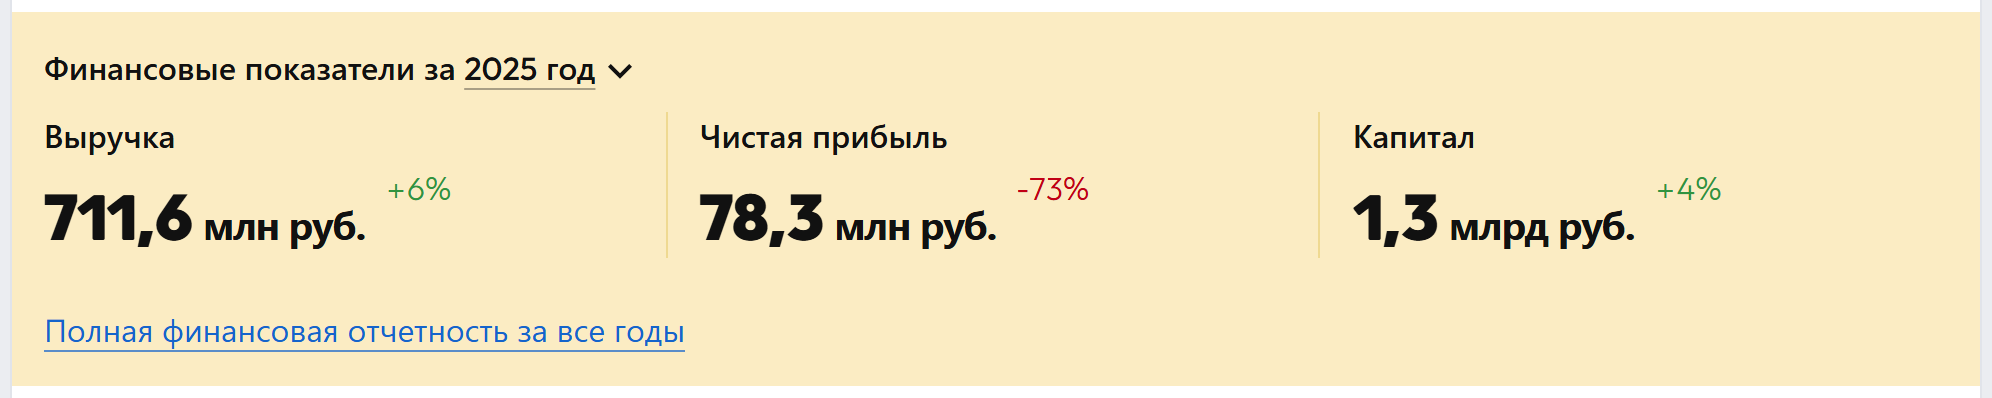 Финансовые показатели за 2025 год
Выручка
711,6 млн руб. +6%
Чистая прибыль
78,3 млн руб. -73%
Капитал
1,3 млрд руб. +4%
Полная финансовая отчетность за все годы